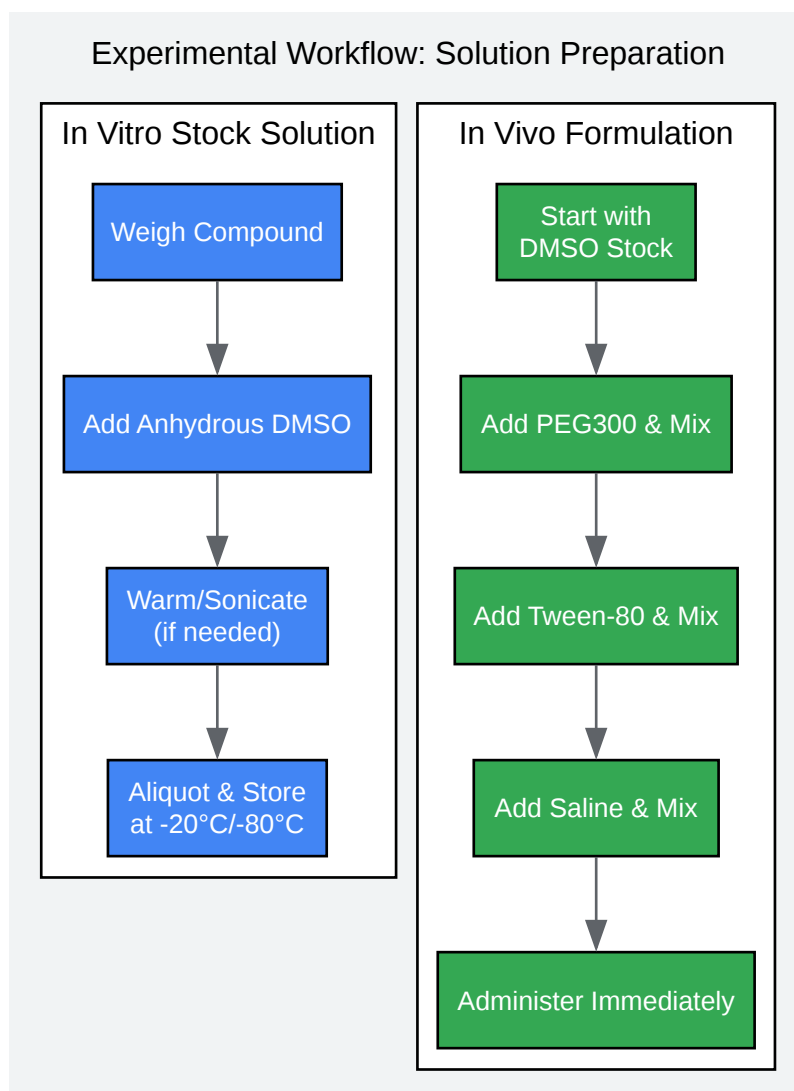 Experimental Workflow: Solution Preparation
In Vitro Stock Solution
Weigh Compound
Add Anhydrous DMSO
Warm/Sonicate
(if needed)
Aliquot & Store
at -20°C/-80°C
In Vivo Formulation
Start with
DMSO Stock
Add PEG300 & Mix
Add Tween-80 & Mix
Add Saline & Mix
Administer Immediately